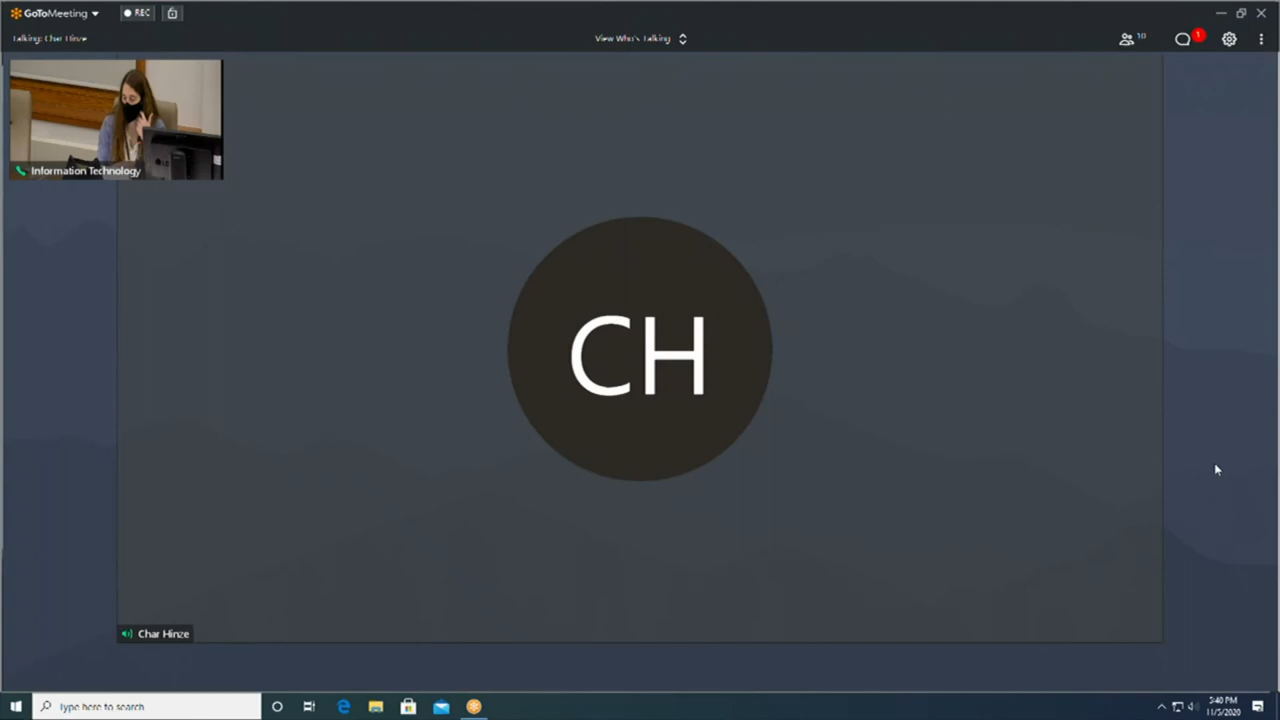 GoToMeeting
REC
Talking: Char Hinze
View Who's Talking
10
1
Information Technology
CH
Char Hinze
Type here to search
5:40 PM
11/5/2020